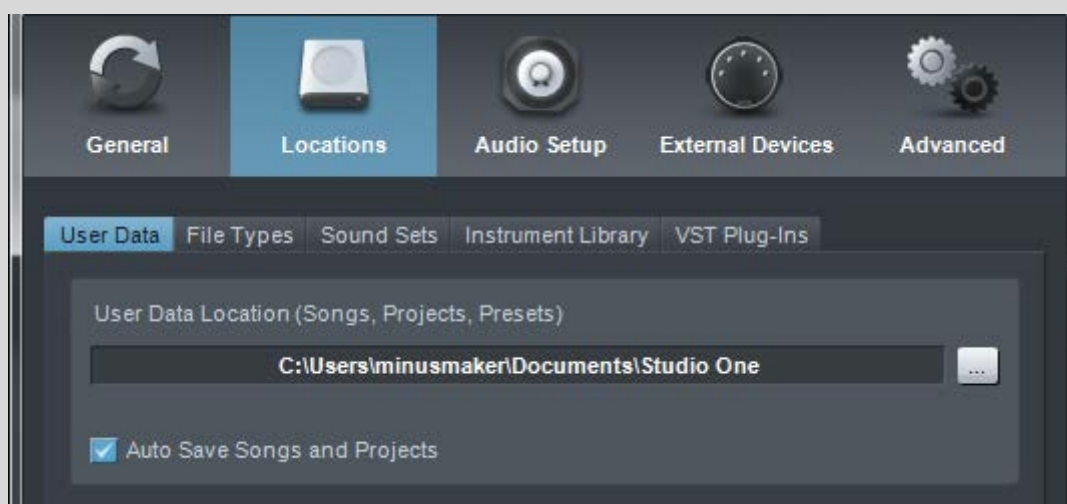 General Locations Audio Setup External Devices Advanced
User Data File Types Sound Sets Instrument Library VST Plug-Ins
User Data Location (Songs, Projects, Presets)
C:\Users\minusmaker\Documents\Studio One
...
Auto Save Songs and Projects